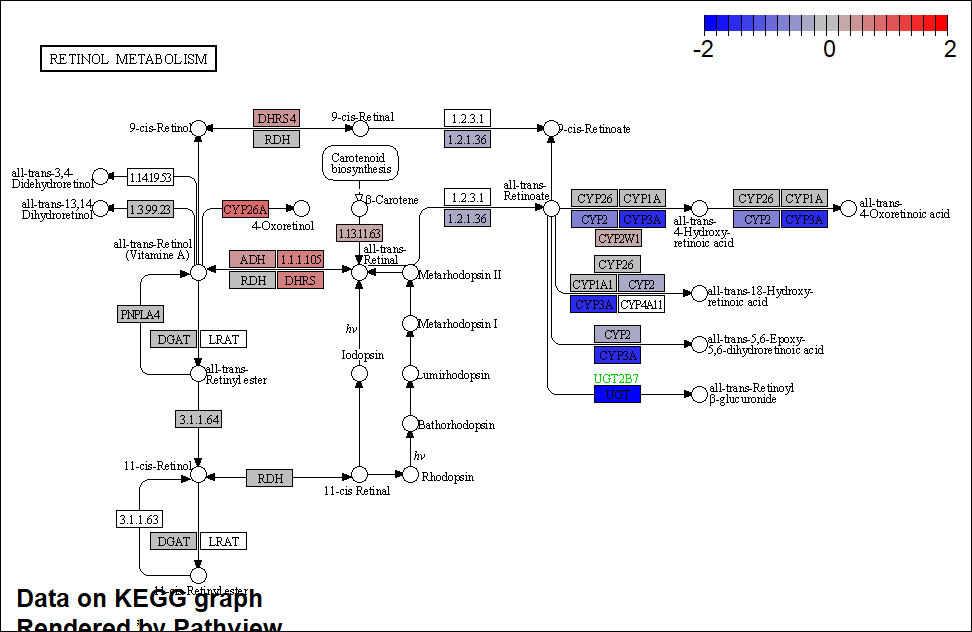 -2
0
2
RETINOL METABOLISM
DHRS4
RDH
9-cis-Retinol
9-cis-Retinal
1.2.3.1
1.2.1.36
9-cis-Retinoate
Carotenoid
biosynthesis
all-trans-3,4-
Didehydroretinol
1.14.19.53
all-trans-13,14-
Dihydroretinol
1.3.99.23
CYP26A
4-Oxoretinol
β-Carotene
1.13.11.63
1.2.3.1
1.2.1.36
all-trans-
Retinoate
CYP26
CYP1A
CYP2
CYP3A
CYP2W1
all-trans-
4-Hydroxy-
retinoic acid
CYP26
CYP1A
CYP2
CYP3A
all-trans-
4-Oxoretinoic acid
all-trans-Retinol
(Vitamine A)
ADH
1.1.1.105
RDH
DHRS
all-trans-
Retinal
Metarhodopsin II
CYP26
CYP1A1
CYP2
CYP3A
CYP4A11
all-trans-18-Hydroxy-
retinoic acid
PNPLA4
DGAT
LRAT
hν
Iodopsin
Metarhodopsin I
CYP2
CYP3A
all-trans-5,6-Epoxy-
5,6-dihydroretinoic acid
all-trans-
Retinyl ester
Lumirhodopsin
UGT2B7
UGT
all-trans-Retinoyl
β-glucuronide
3.1.1.64
Bathorhodopsin
hν
11-cis-Retinol
RDH
11-cis Retinal
Rhodopsin
3.1.1.63
DGAT
LRAT
11-cis-Retinyl ester
Data on KEGG graph
Rendered by Pathview